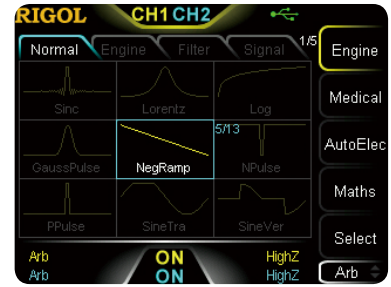 RIGOL CH1 CH2
Normal Engine Filter Signal 1/5
Engine
Sinc Lorentz Log
Medical
5/13
GaussPulse NegRamp NPulse
AutoElec
PPulse SineTra SineVer
Maths
Select
Arb ON HighZ
Arb ON HighZ
Arb